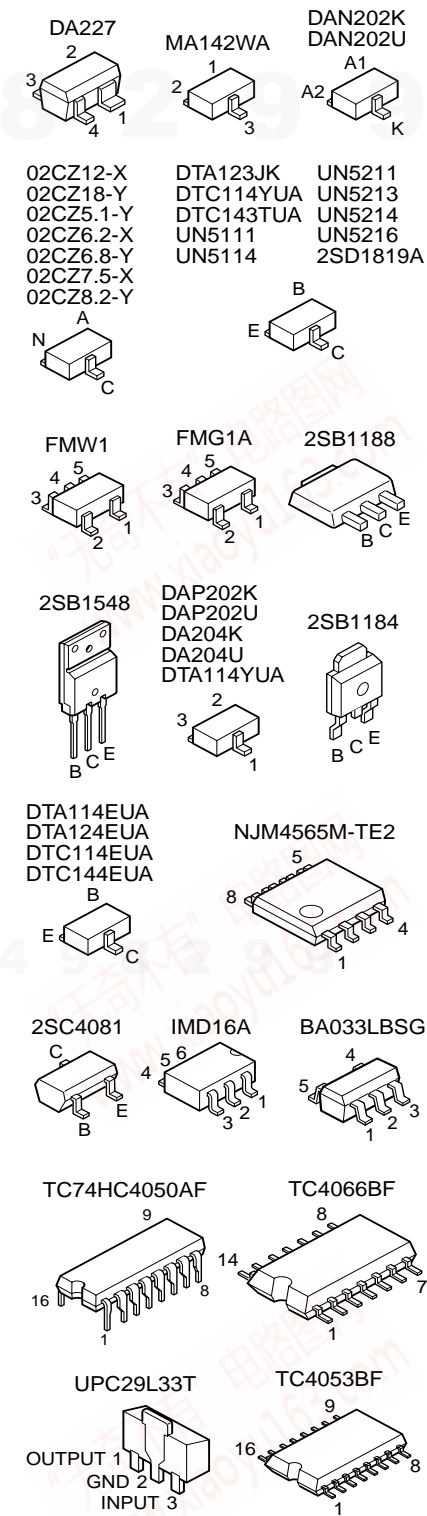 DA227
2
3
4
1
MA142WA
1
2
3
DAN202K
DAN202U
A1
A2
K
02CZ12-X
02CZ18-Y
02CZ5.1-Y
02CZ6.2-X
02CZ6.8-Y
02CZ7.5-X
02CZ8.2-Y
A
N
C
DTA123JK UN5211
DTC114YUA UN5213
DTC143TUA UN5214
UN5111 UN5216
UN5114 2SD1819A
B
E
C
FMW1
5
4
3
2
1
FMG1A
5
4
3
2
1
2SB1188
B C E
2SB1548
B C E
DAP202K
DAP202U
DA204K
DA204U
DTA114YUA
2
3
1
2SB1184
B C E
DTA114EUA
DTA124EUA
DTC114EUA
DTC144EUA
B
E
C
NJM4565M-TE2
5
8
4
1
2SC4081
C
E
B
IMD16A
6
5
4
3 2 1
BA033LBSG
4
5
1 2 3
TC74HC4050AF
9
16
8
1
TC4066BF
8
14
7
1
UPC29L33T
OUTPUT 1
GND 2
INPUT 3
TC4053BF
9
16
8
1